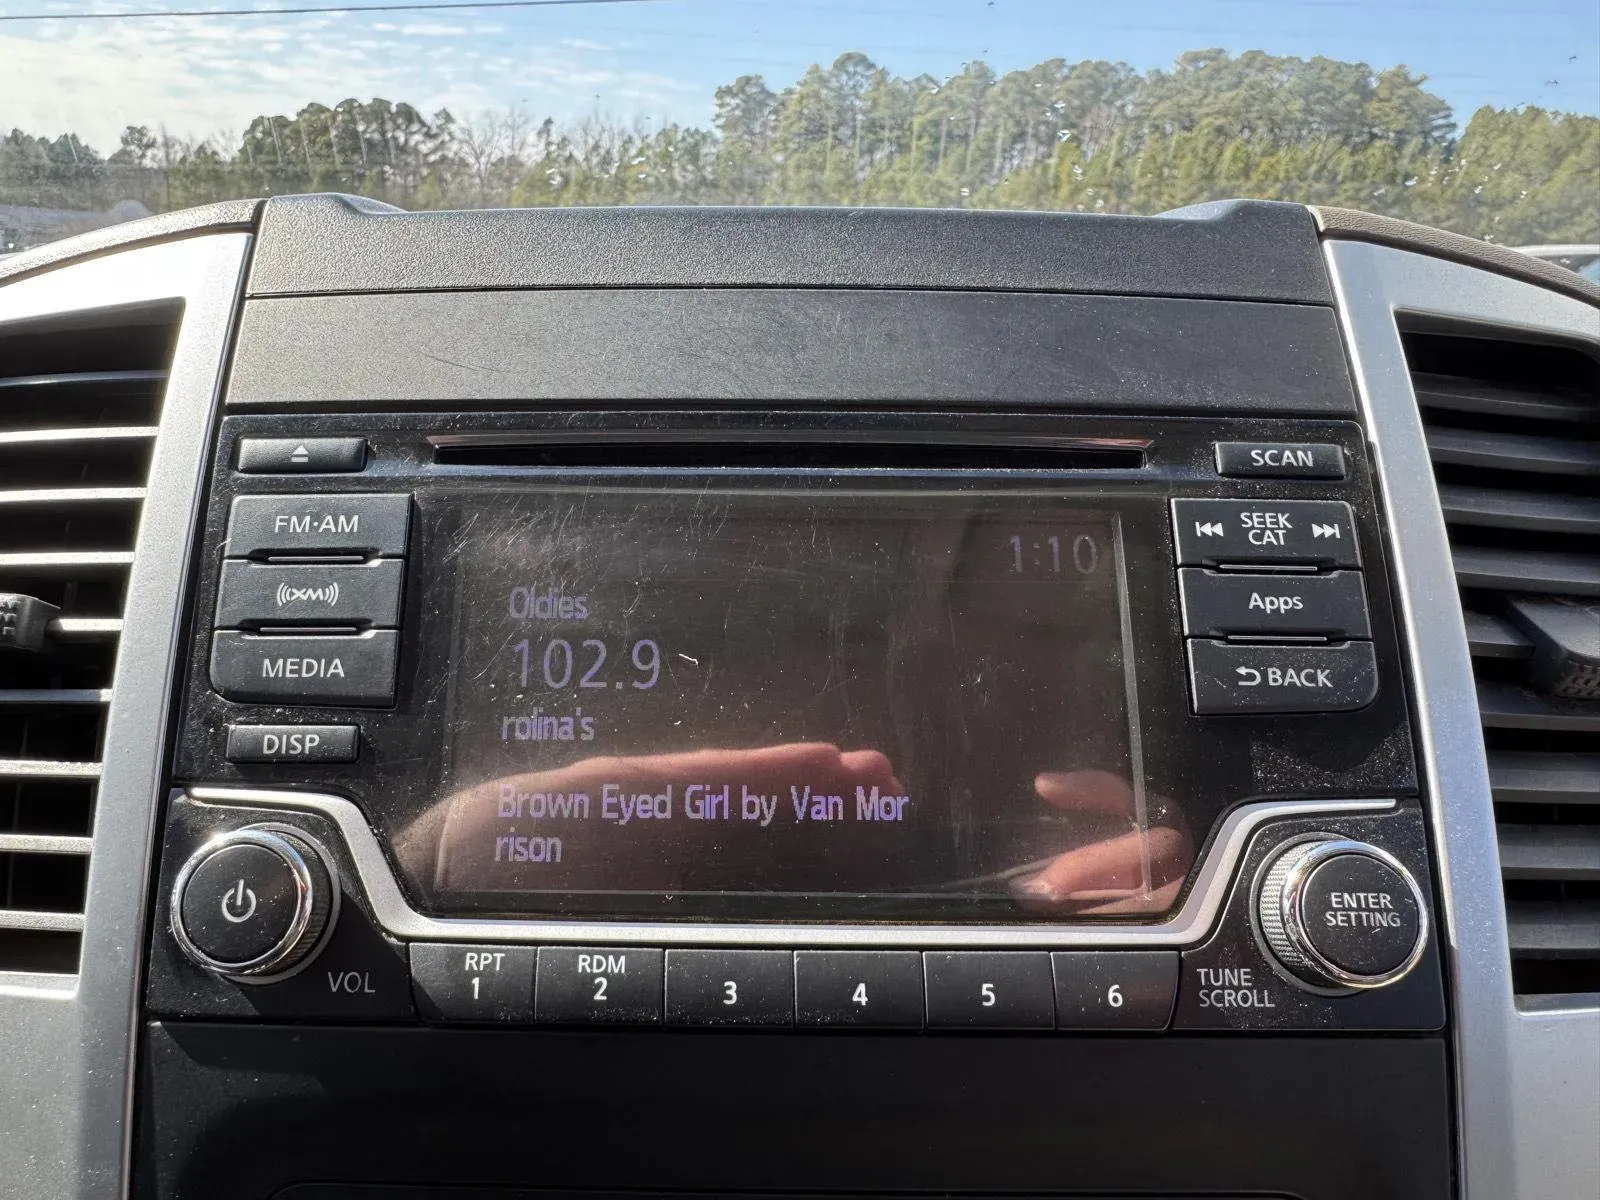 SCAN
FM·AM
SEEK
CAT
1:10
XM
Oldies
Apps
102.9
MEDIA
BACK
rolina's
DISP
Brown Eyed Girl by Van Mor
rison
ENTER
SETTING
VOL
RPT
1
RDM
2
3
4
5
6
TUNE
SCROLL